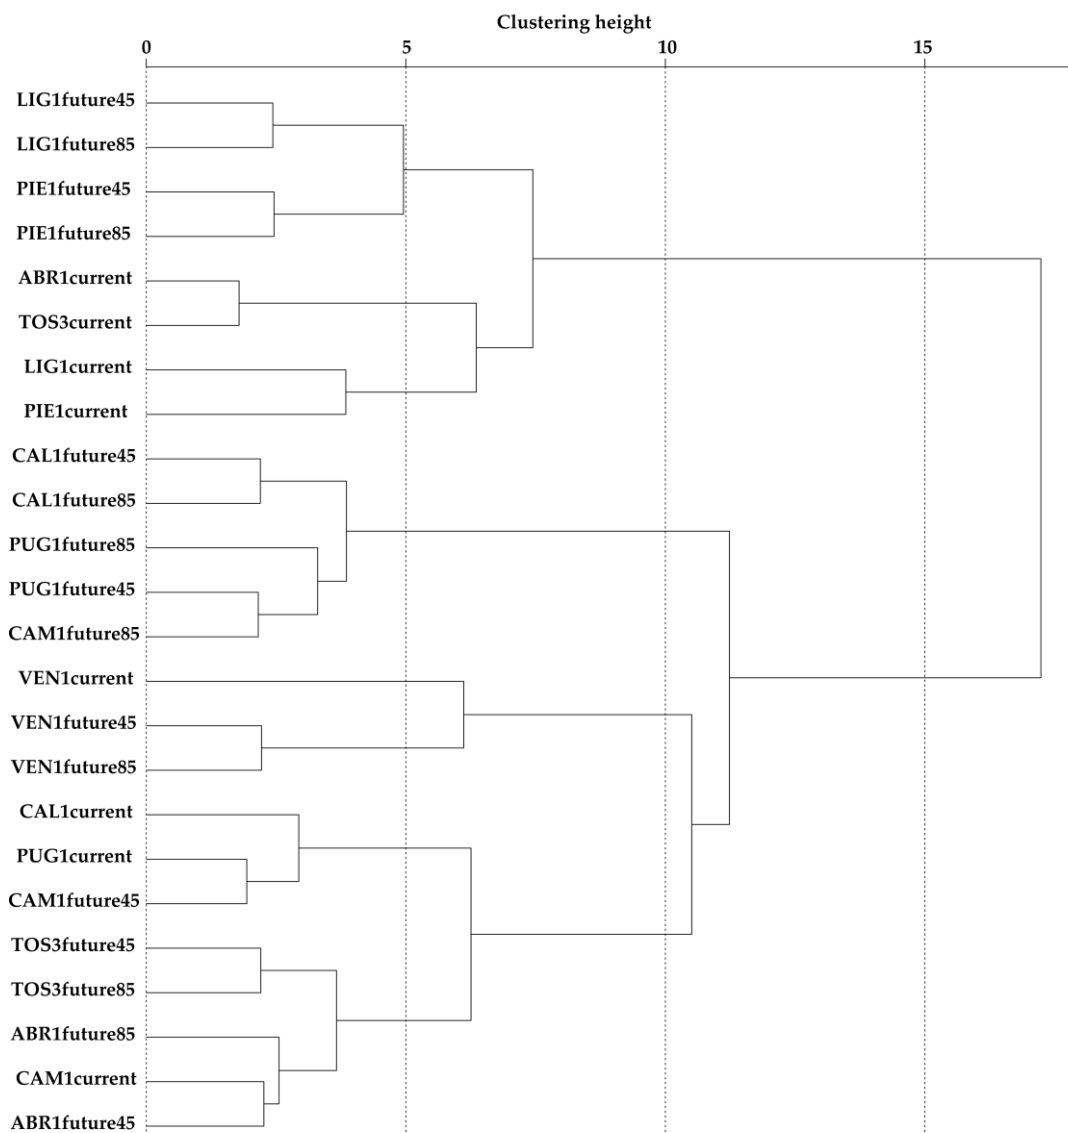 Clustering height
0 5 10 15
LIG1future45
LIG1future85
PIE1future45
PIE1future85
ABR1current
TOS3current
LIG1current
PIE1current
CAL1future45
CAL1future85
PUG1future85
PUG1future45
CAM1future85
VEN1current
VEN1future45
VEN1future85
CAL1current
PUG1current
CAM1future45
TOS3future45
TOS3future85
ABR1future85
CAM1current
ABR1future45